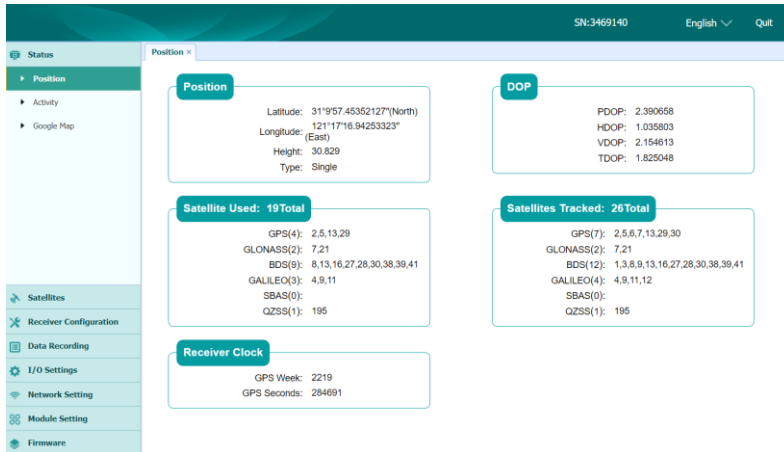 SN:3469140 English Quit
Status
Position
Activity
Google Map
Satellites
Receiver Configuration
Data Recording
I/O Settings
Network Setting
Module Setting
Firmware
Position ×
Position
Latitude: 31°9'57.45352127"(North)
Longitude: 121°17'16.94253323"
(East)
Height: 30.829
Type: Single
DOP
PDOP: 2.390658
HDOP: 1.035803
VDOP: 2.154613
TDOP: 1.825048
Satellite Used: 19Total
GPS(4): 2,5,13,29
GLONASS(2): 7,21
BDS(9): 8,13,16,27,28,30,38,39,41
GALILEO(3): 4,9,11
SBAS(0):
QZSS(1): 195
Satellites Tracked: 26Total
GPS(7): 2,5,6,7,13,29,30
GLONASS(2): 7,21
BDS(12): 1,3,8,9,13,16,27,28,30,38,39,41
GALILEO(4): 4,9,11,12
SBAS(0):
QZSS(1): 195
Receiver Clock
GPS Week: 2219
GPS Seconds: 284691